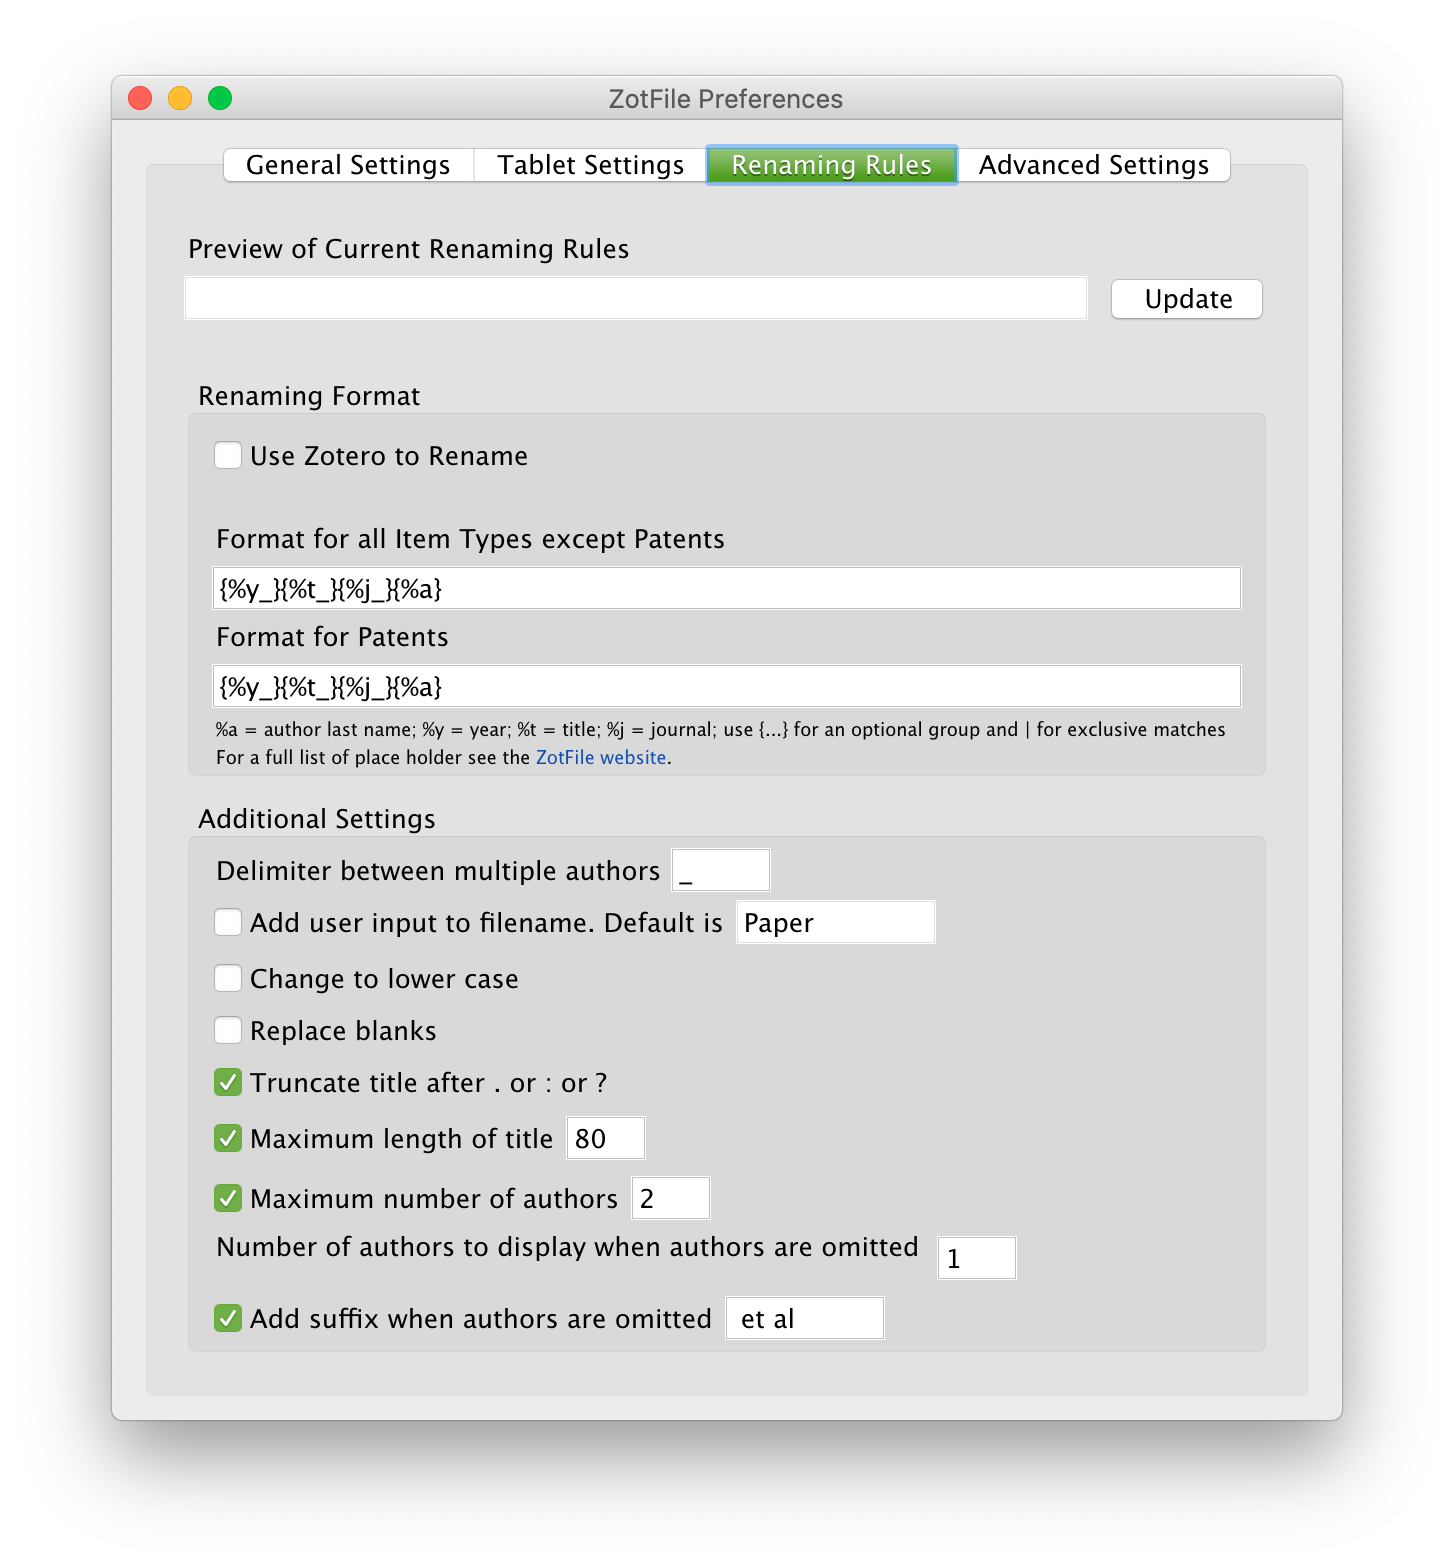 ZotFile Preferences
General Settings Tablet Settings Renaming Rules Advanced Settings
Preview of Current Renaming Rules
Update
Renaming Format
Use Zotero to Rename
Format for all Item Types except Patents
{%y_}{%t_}{%j_}{%a}
Format for Patents
{%y_}{%t_}{%j_}{%a}
%a = author last name; %y = year; %t = title; %j = journal; use {...} for an optional group and | for exclusive matches
For a full list of place holder see the ZotFile website.
Additional Settings
Delimiter between multiple authors _
Add user input to filename. Default is Paper
Change to lower case
Replace blanks
Truncate title after . or : or ?
Maximum length of title 80
Maximum number of authors 2
Number of authors to display when authors are omitted 1
Add suffix when authors are omitted et al